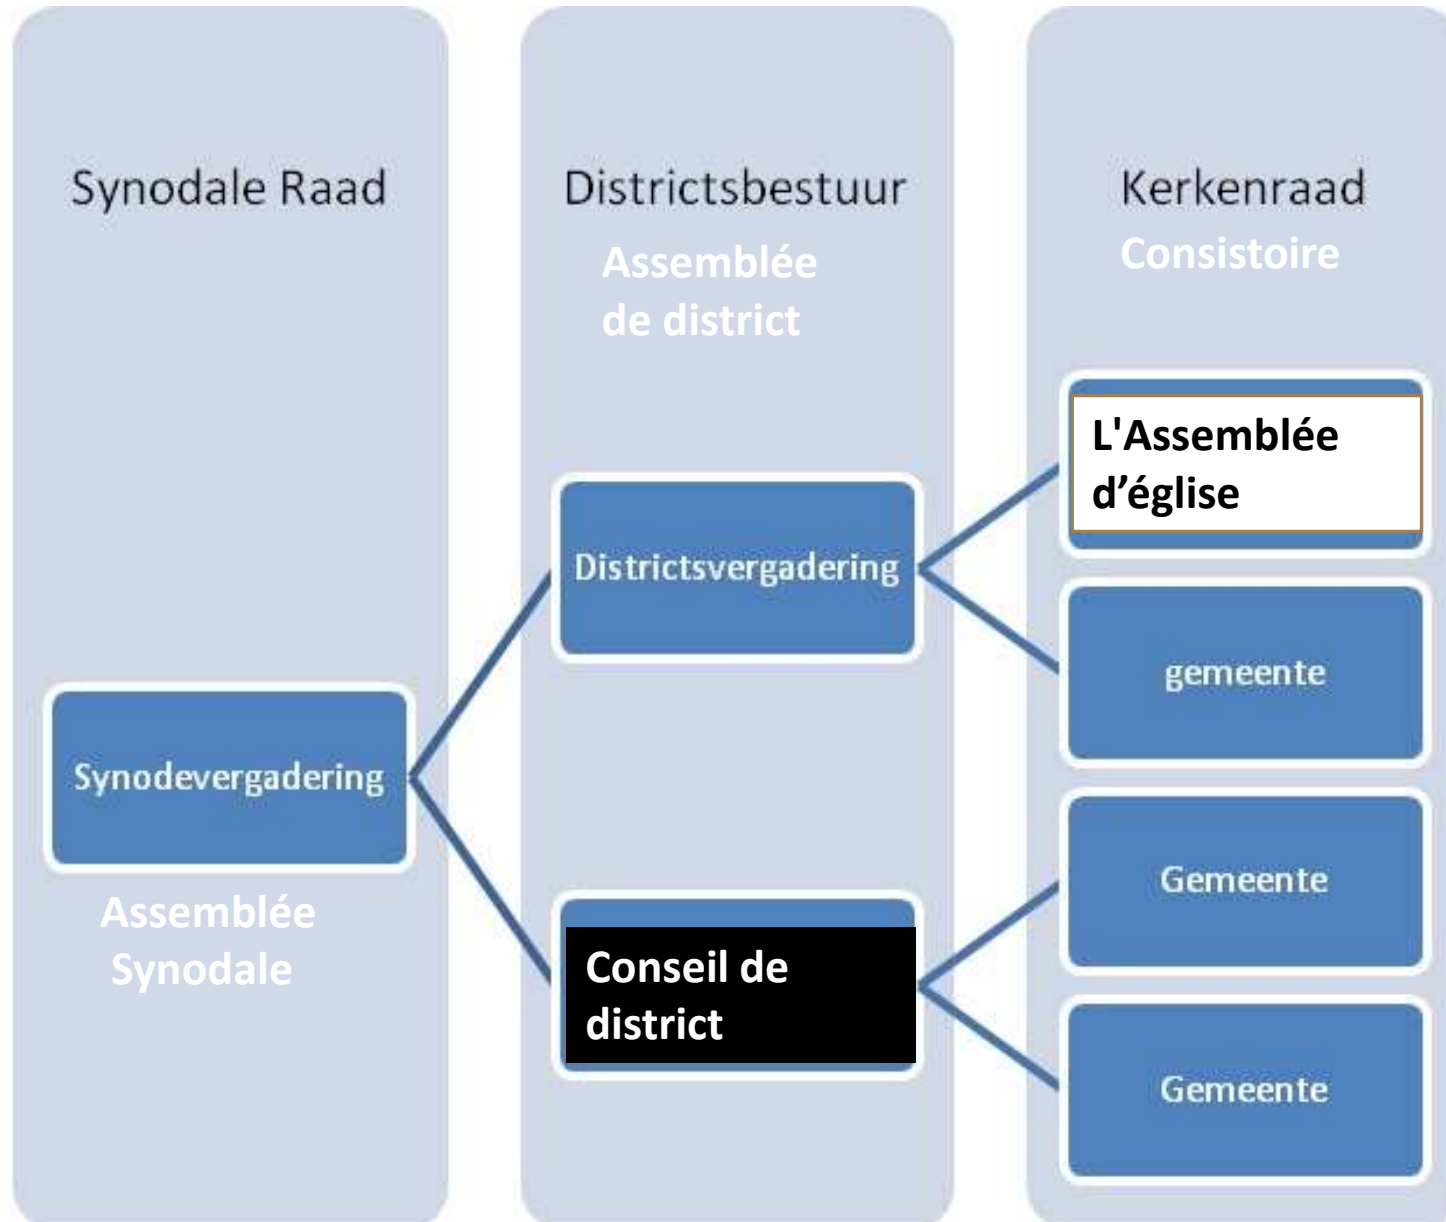 Synodale Raad
Synodevergadering
Assemblée
Synodale
Districtsbestuur
Assemblée
de district
Districtsvergadering
Conseil de
district
Kerkenraad
Consistoire
L'Assemblée
d’église
gemeente
Gemeente
Gemeente